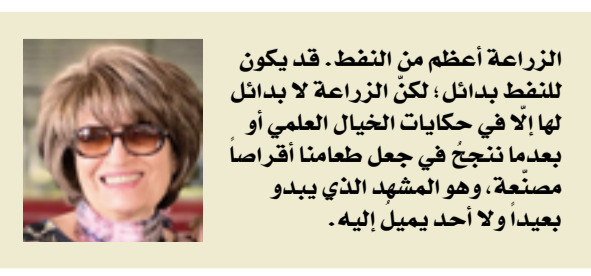 الزراعة أعظم منّ النفط. قد يكون
للنفط بدائل؛ لكنّ الزراعة لا بدائل
لها إلّا في حكايات الخيال العلمي أو
بعدما ننجحُ في جعل طعامنا أقراصاً
مصنّعة، وهو المشهد الذي يبدو
بعيداً ولا أحد يميلُ إليه.